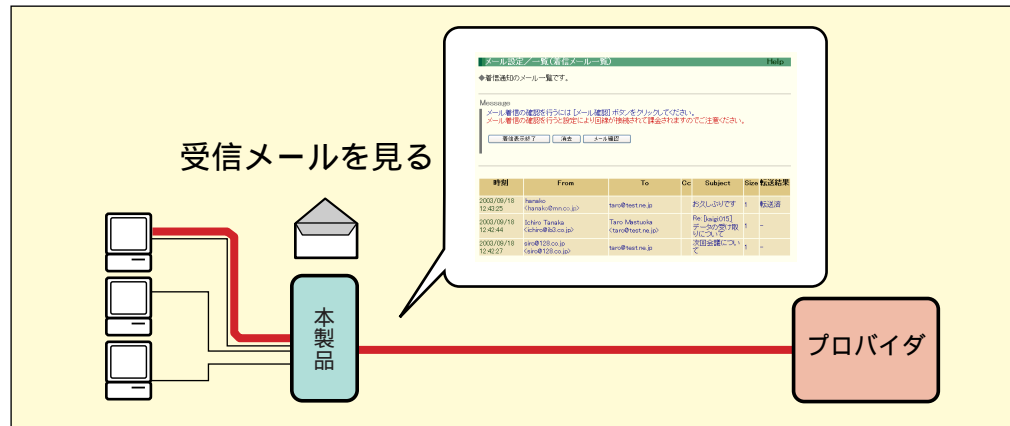 メール設定／一覧(着信メール一覧) Help
◆着信通知のメール一覧です。
Message
メール着信の確認を行うには [メール確認] ボタンをクリックしてください。
メール着信の確認を行うと設定により回線が接続されて課金されますのでご注意ください。
着信表示終了 消去 メール確認
受信メールを見る
時刻 From To Cc Subject Size 転送結果
2003/09/18 12:43:25 hanako <hanako@mn.co.jp> taro@test.ne.jp お久しぶりです 1 転送済
2003/09/18 12:42:44 Ichiro Tanaka <ichiro@ib3.co.jp> Taro Mastuoka <taro@test.ne.jp> Re: [kaigi015] データの受け取りについて 1 -
2003/09/18 12:42:27 siro@128.co.jp <siro@128.co.jp> taro@test.ne.jp 次回会議について 1 -
本製品
プロバイダ